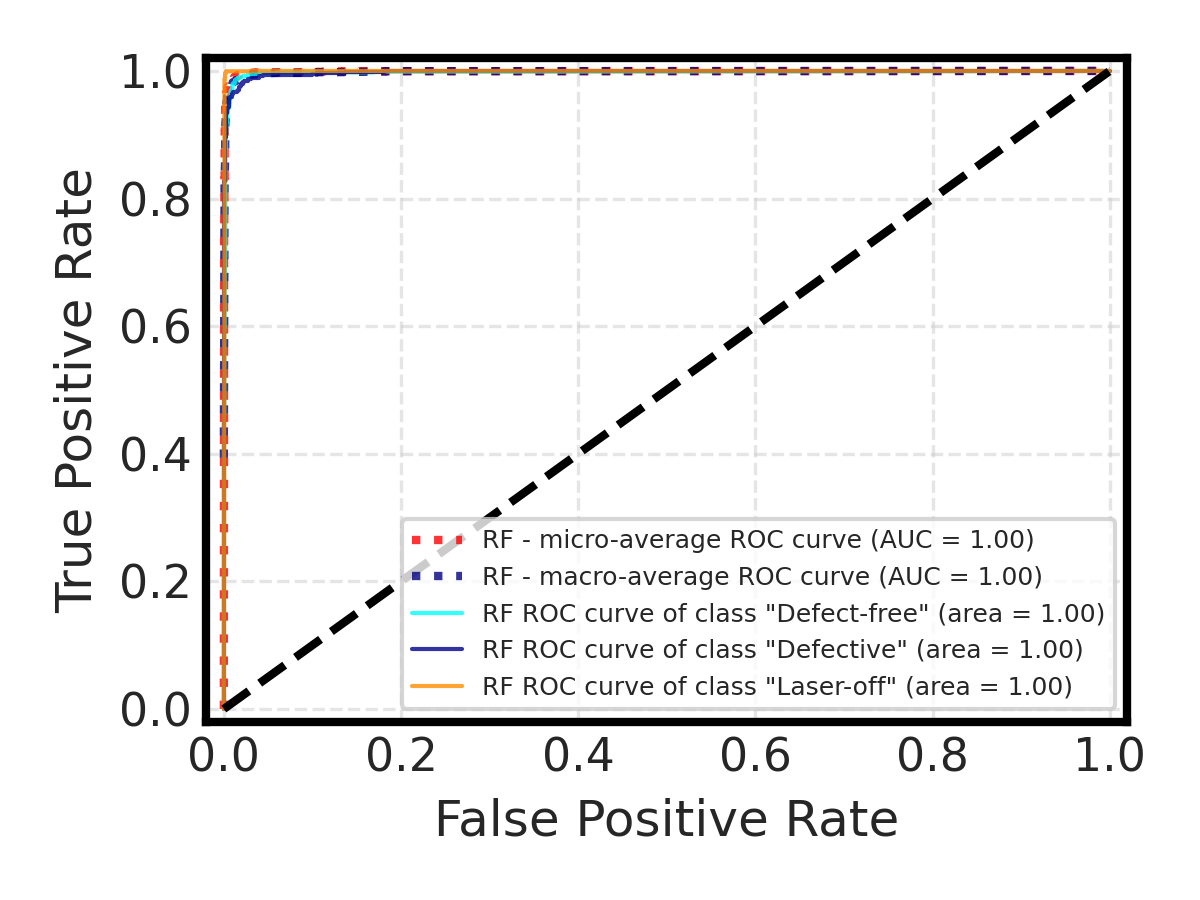 1.0
0.8
0.6
0.4
0.2
0.0
True Positive Rate
RF - micro-average ROC curve (AUC = 1.00)
RF - macro-average ROC curve (AUC = 1.00)
RF ROC curve of class "Defect-free" (area = 1.00)
RF ROC curve of class "Defective" (area = 1.00)
RF ROC curve of class "Laser-off" (area = 1.00)
0.0 0.2 0.4 0.6 0.8 1.0
False Positive Rate